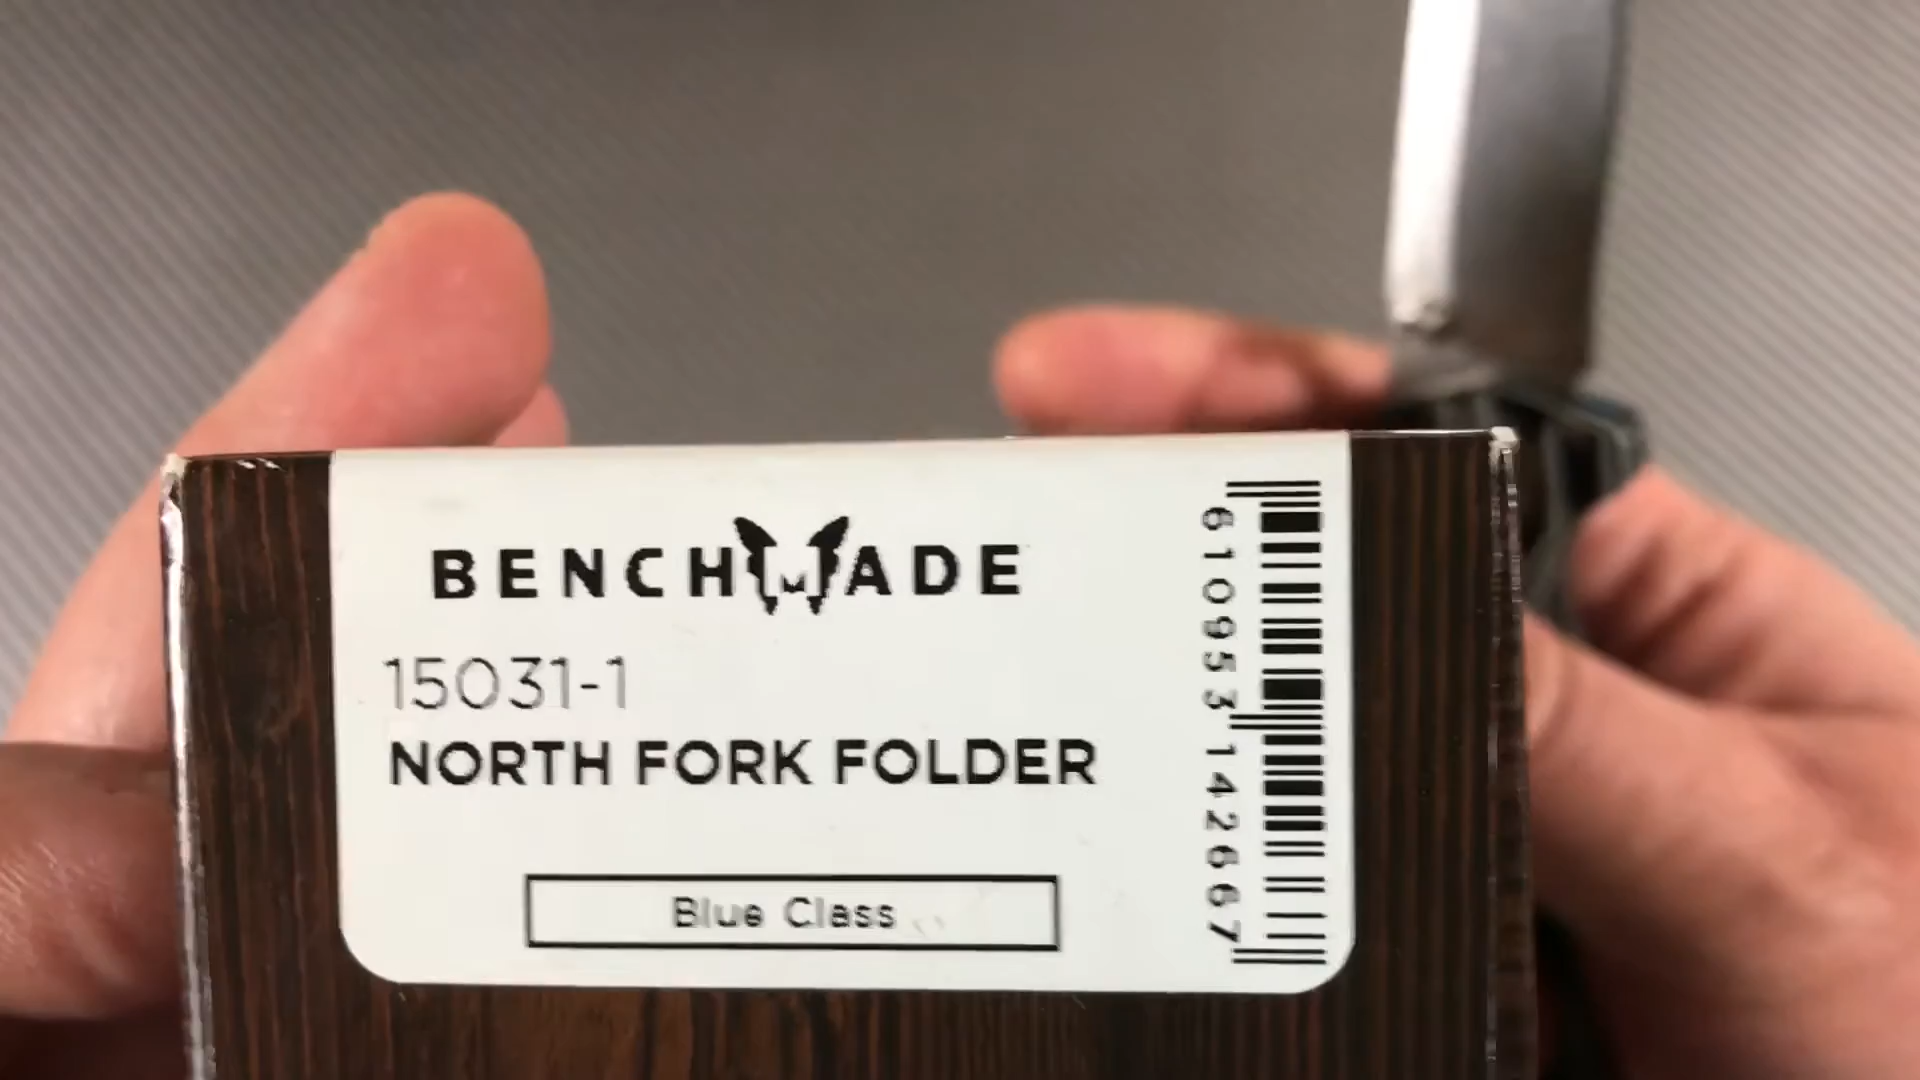 BENCHMADE
15031-1
NORTH FORK FOLDER
Blue Class
610953142667